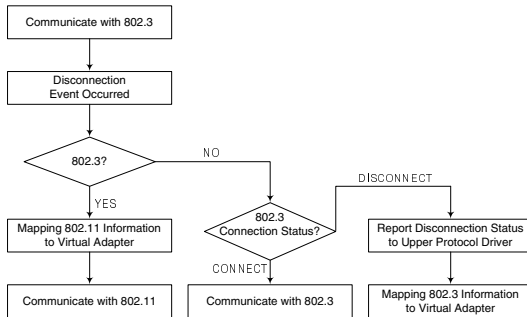 Communicate with 802.3
Disconnection
Event Occurred
802.3?
NO
YES
DISCONNECT
802.3
Connection Status?
Mapping 802.11 Information
to Virtual Adapter
Report Disconnection Status
to Upper Protocol Driver
CONNECT
Communicate with 802.11
Communicate with 802.3
Mapping 802.3 Information
to Virtual Adapter